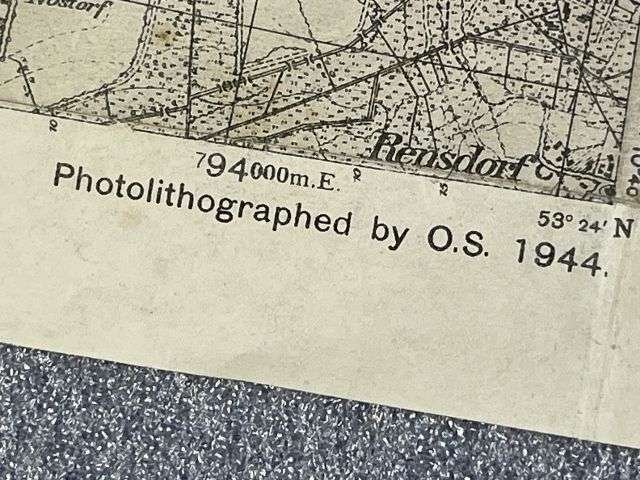 Rensdorf
⁷94000m.E.
53° 24' N
Photolithographed by O.S. 1944.